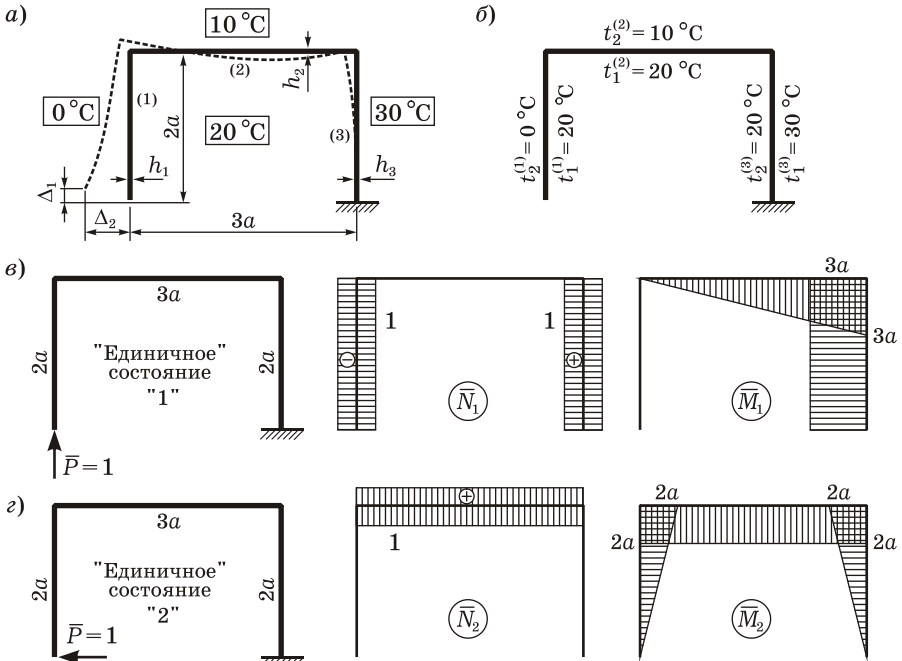 а)
10 °C
h₂
(2)
(1)
0 °C
2a
20 °C
30 °C
(3)
h₁
h₃
Δ₁
Δ₂
3a
б)
t₂⁽²⁾ = 10 °C
t₁⁽²⁾ = 20 °C
t₂⁽¹⁾ = 0 °C
t₁⁽¹⁾ = 20 °C
t₂⁽³⁾ = 20 °C
t₁⁽³⁾ = 30 °C
в)
3a
2a
2a
"Единичное"
состояние
"1"
P̅ = 1
1
1
−
+
N̅₁
3a
3a
M̅₁
г)
3a
2a
2a
"Единичное"
состояние
"2"
P̅ = 1
+
1
N̅₂
2a
2a
2a
2a
M̅₂